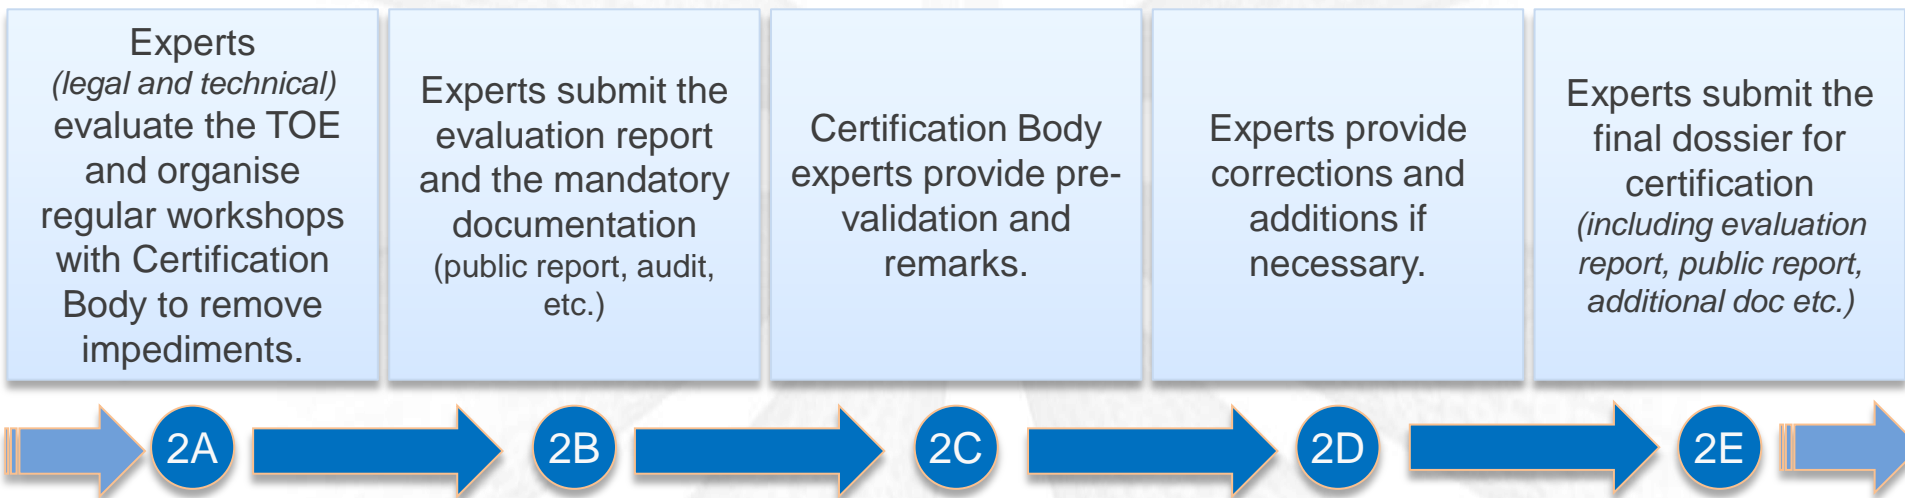 Experts
(legal and technical)
evaluate the TOE
and organise
regular workshops
with Certification
Body to remove
impediments.
Experts submit the
evaluation report
and the mandatory
documentation
(public report, audit,
etc.)
Certification Body
experts provide pre-
validation and
remarks.
Experts provide
corrections and
additions if
necessary.
Experts submit the
final dossier for
certification
(including evaluation
report, public report,
additional doc etc.)
2A
2B
2C
2D
2E